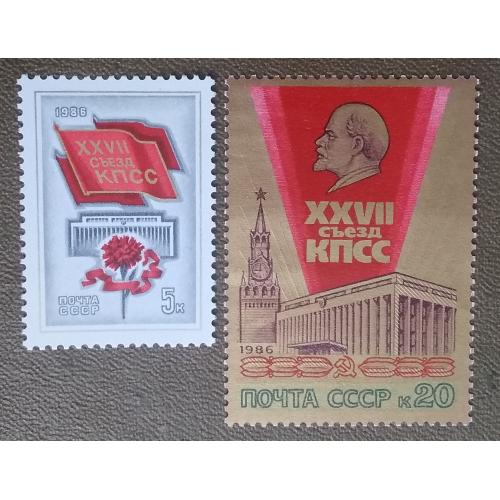 1986
XXVII
СЪЕЗД
КПСС
ПОЧТА
СССР
5К
XXVII
СЪЕЗД
КПСС
1986
ПОЧТА СССР К20